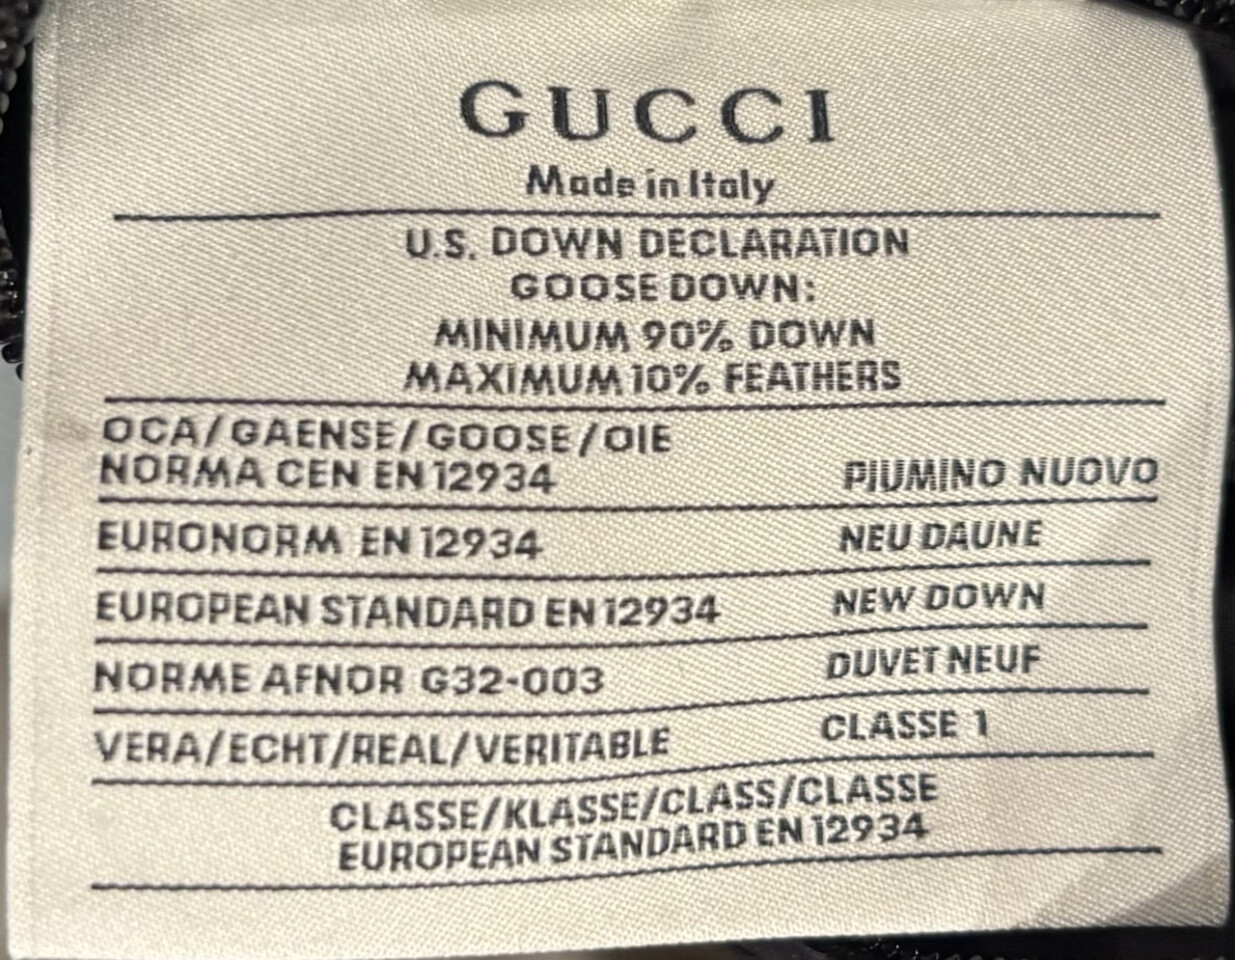 GUCCI
Made in Italy
U.S. DOWN DECLARATION
GOOSE DOWN:
MINIMUM 90% DOWN
MAXIMUM 10% FEATHERS
OCA/GAENSE/GOOSE/OIE
NORMA CEN EN 12934 PIUMINO NUOVO
EURONORM EN 12934 NEU DAUNE
EUROPEAN STANDARD EN 12934 NEW DOWN
NORME AFNOR G32-003 DUVET NEUF
VERA/ECHT/REAL/VERITABLE CLASSE 1
CLASSE/KLASSE/CLASS/CLASSE
EUROPEAN STANDARD EN 12934